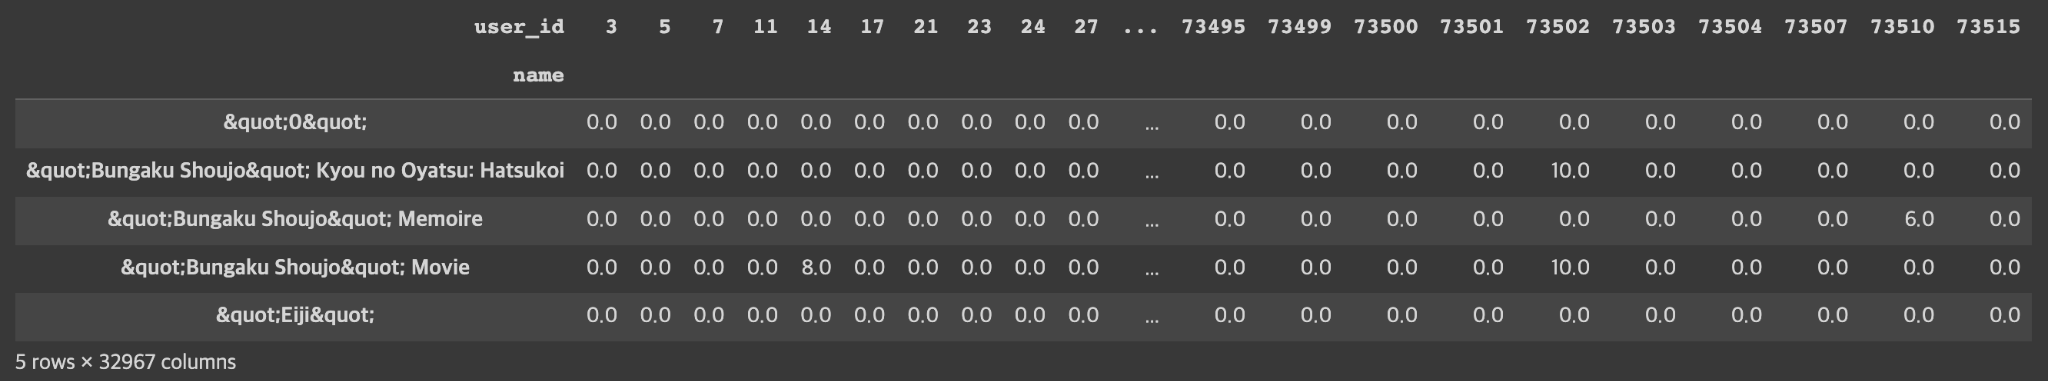 user_id 3 5 7 11 14 17 21 23 24 27 ... 73495 73499 73500 73501 73502 73503 73504 73507 73510 73515
name
&quot;0&quot; 0.0 0.0 0.0 0.0 0.0 0.0 0.0 0.0 0.0 0.0 ... 0.0 0.0 0.0 0.0 0.0 0.0 0.0 0.0 0.0 0.0
&quot;Bungaku Shoujo&quot; Kyou no Oyatsu: Hatsukoi 0.0 0.0 0.0 0.0 0.0 0.0 0.0 0.0 0.0 0.0 ... 0.0 0.0 0.0 0.0 10.0 0.0 0.0 0.0 0.0 0.0
&quot;Bungaku Shoujo&quot; Memoire 0.0 0.0 0.0 0.0 0.0 0.0 0.0 0.0 0.0 0.0 ... 0.0 0.0 0.0 0.0 0.0 0.0 0.0 0.0 6.0 0.0
&quot;Bungaku Shoujo&quot; Movie 0.0 0.0 0.0 0.0 8.0 0.0 0.0 0.0 0.0 0.0 ... 0.0 0.0 0.0 0.0 10.0 0.0 0.0 0.0 0.0 0.0
&quot;Eiji&quot; 0.0 0.0 0.0 0.0 0.0 0.0 0.0 0.0 0.0 0.0 ... 0.0 0.0 0.0 0.0 0.0 0.0 0.0 0.0 0.0 0.0
5 rows × 32967 columns